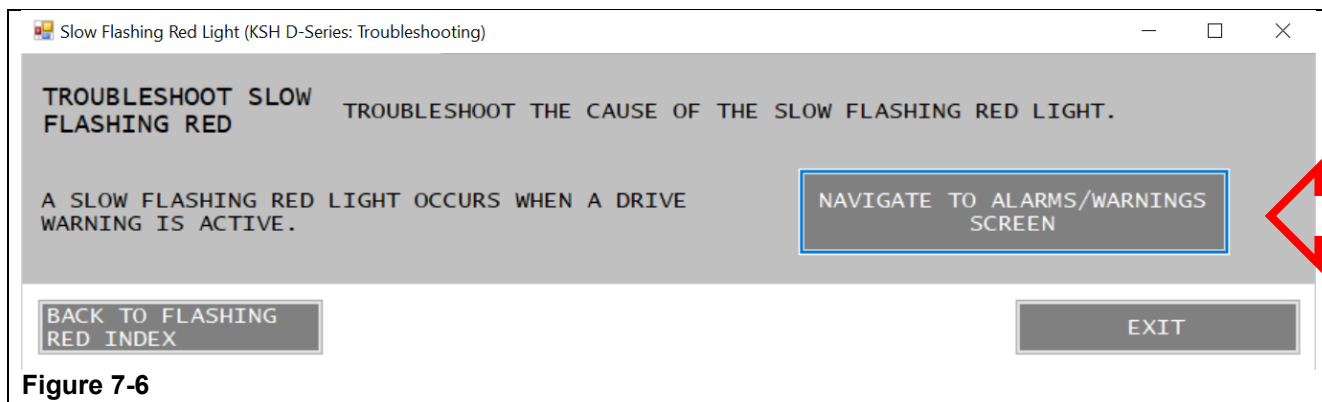 Slow Flashing Red Light (KSH D-Series: Troubleshooting)
TROUBLESHOOT SLOW
FLASHING RED
TROUBLESHOOT THE CAUSE OF THE SLOW FLASHING RED LIGHT.
A SLOW FLASHING RED LIGHT OCCURS WHEN A DRIVE
WARNING IS ACTIVE.
NAVIGATE TO ALARMS/WARNINGS
SCREEN
BACK TO FLASHING
RED INDEX
EXIT
Figure 7-6